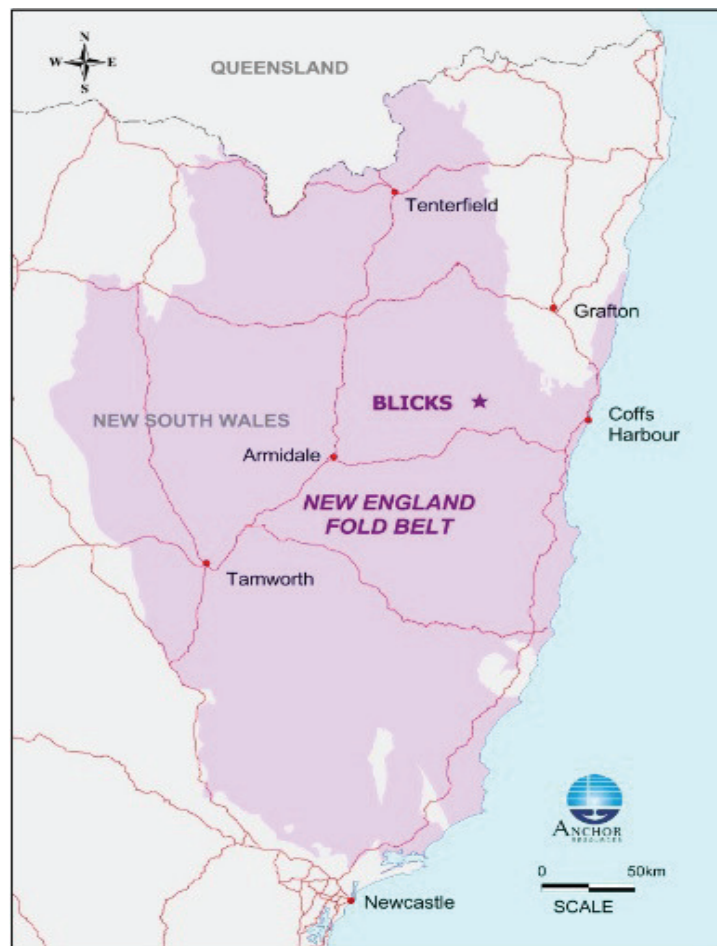 N
W E
S
QUEENSLAND
Tenterfield
Grafton
BLICKS
NEW SOUTH WALES
Coffs
Harbour
Armidale
NEW ENGLAND
FOLD BELT
Tamworth
ANCHOR
RESOURCES
0 50km
SCALE
Newcastle